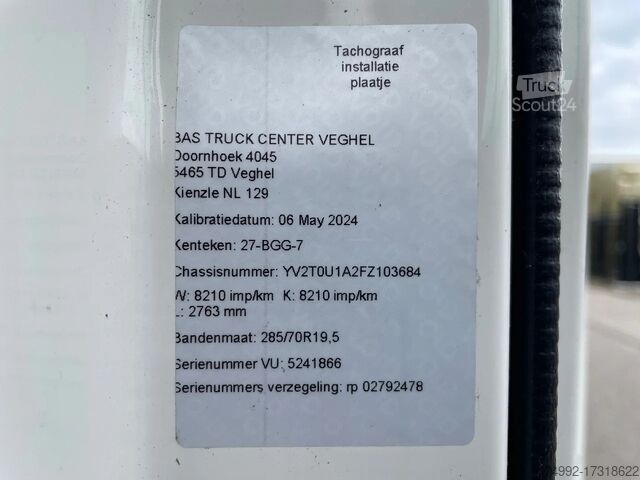 Tachograaf
installatie
plaatje
Truck
Scout24
BAS TRUCK CENTER VEGHEL
Doornhoek 4045
5465 TD Veghel
Kienzle NL 129
Kalibratiedatum: 06 May 2024
Kenteken: 27-BGG-7
Chassisnummer: YV2T0U1A2FZ103684
W: 8210 imp/km K: 8210 imp/km
L: 2763 mm
Bandenmaat: 285/70R19,5
Serienummer VU: 5241866
Serienummers verzegeling: rp 02792478